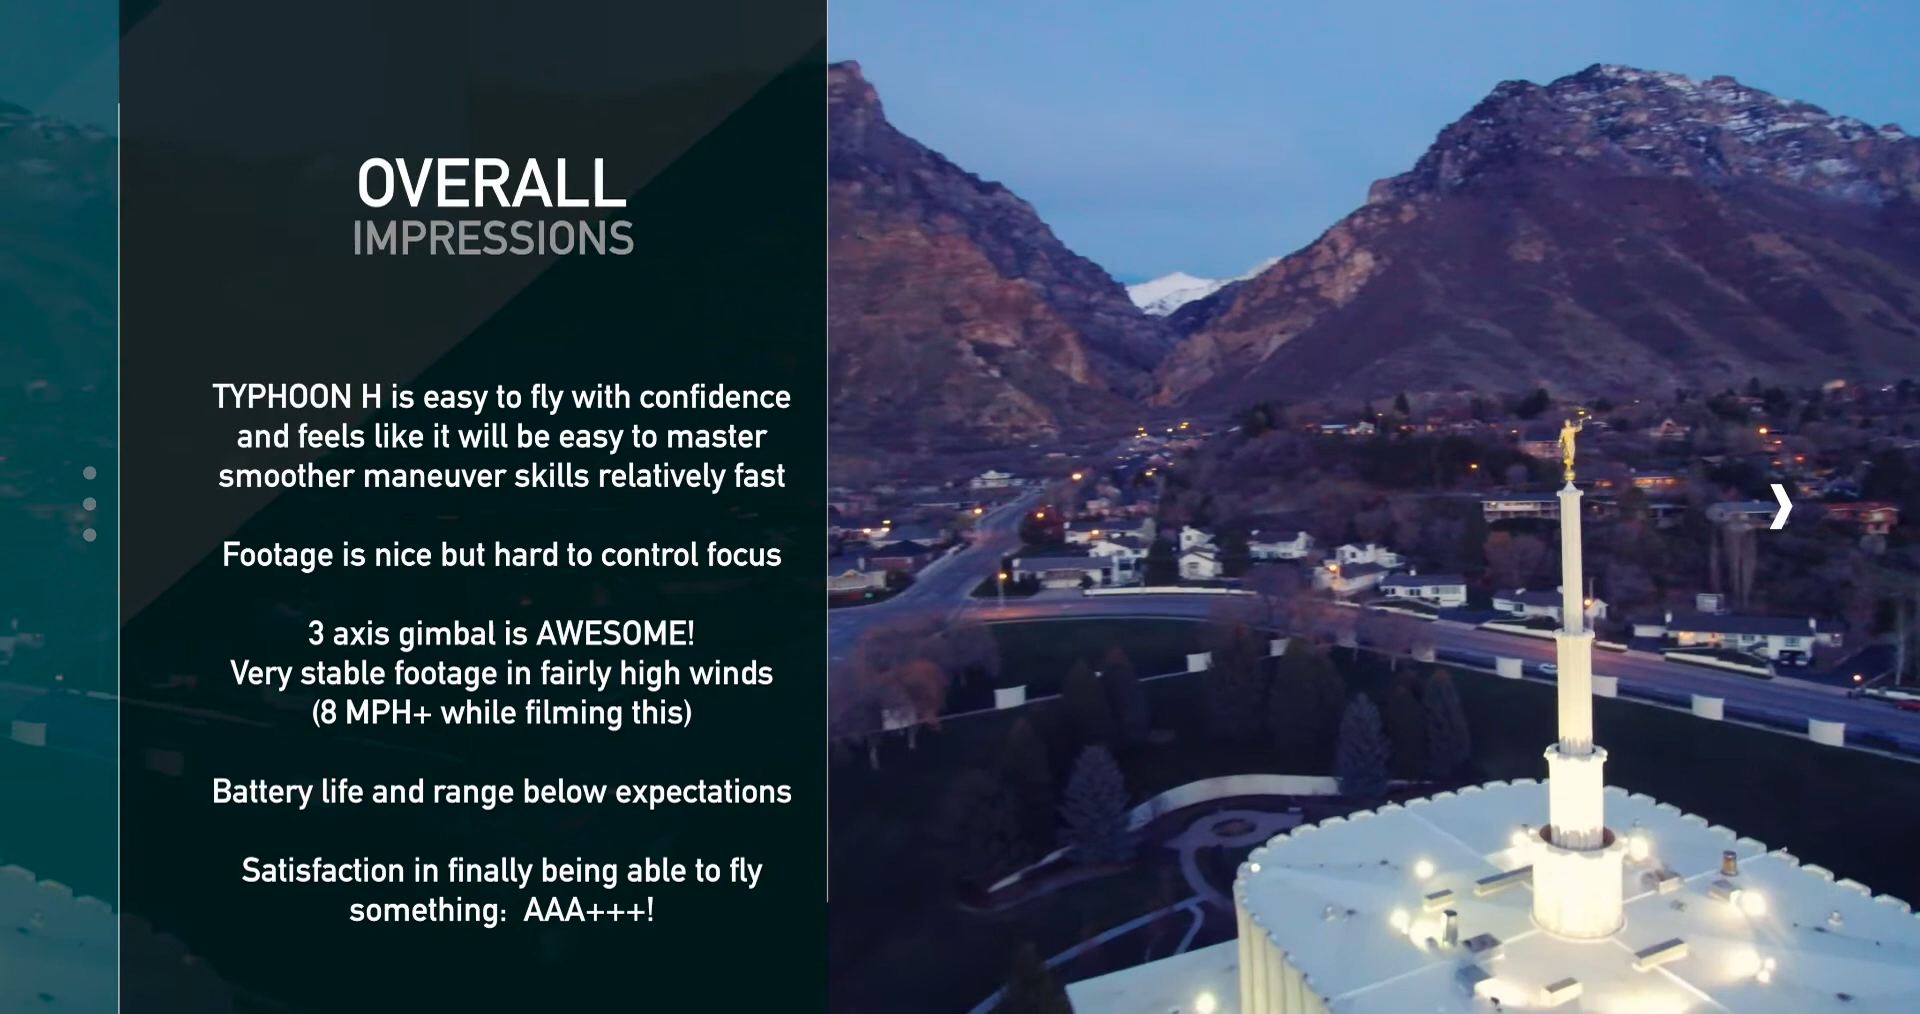 OVERALL
IMPRESSIONS
TYPHOON H is easy to fly with confidence
and feels like it will be easy to master
smoother maneuver skills relatively fast
Footage is nice but hard to control focus
3 axis gimbal is AWESOME!
Very stable footage in fairly high winds
(8 MPH+ while filming this)
Battery life and range below expectations
Satisfaction in finally being able to fly
something:  AAA+++!